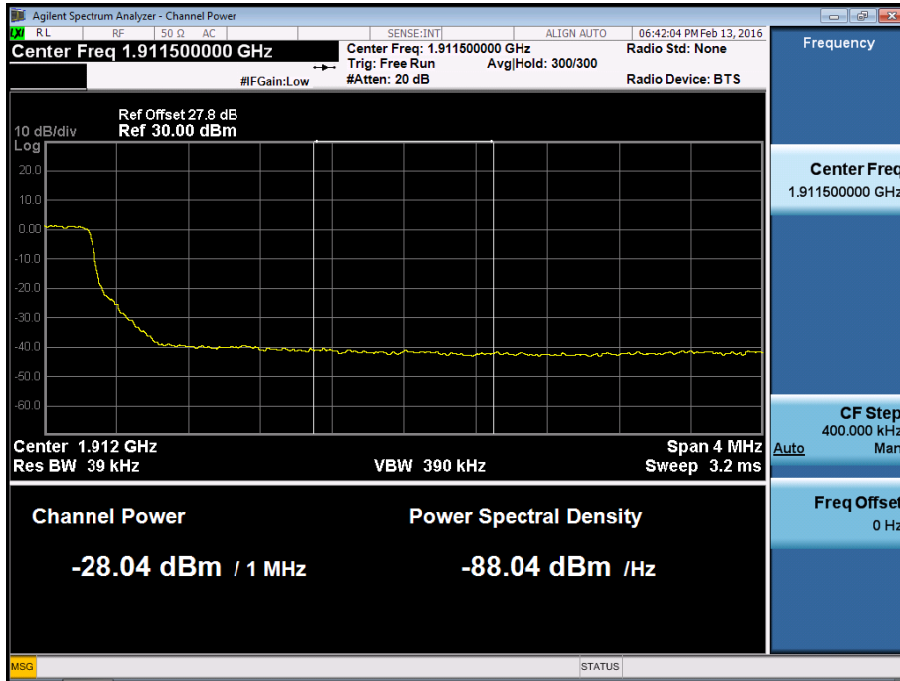 Agilent Spectrum Analyzer - Channel Power
LXI RL RF 50 Ω AC SENSE:INT ALIGN AUTO 06:42:04 PM Feb 13, 2016
Center Freq 1.911500000 GHz
#IFGain:Low
Center Freq: 1.911500000 GHz
Trig: Free Run Avg|Hold: 300/300
#Atten: 20 dB
Radio Std: None
Radio Device: BTS
Ref Offset 27.8 dB
10 dB/div Ref 30.00 dBm
Log
20.0
10.0
0.00
-10.0
-20.0
-30.0
-40.0
-50.0
-60.0
Center 1.912 GHz Span 4 MHz
Res BW 39 kHz VBW 390 kHz Sweep 3.2 ms
Channel Power Power Spectral Density
-28.04 dBm / 1 MHz -88.04 dBm /Hz
MSG STATUS
Frequency
Center Freq
1.911500000 GHz
CF Step
400.000 kHz
Auto Man
Freq Offset
0 Hz